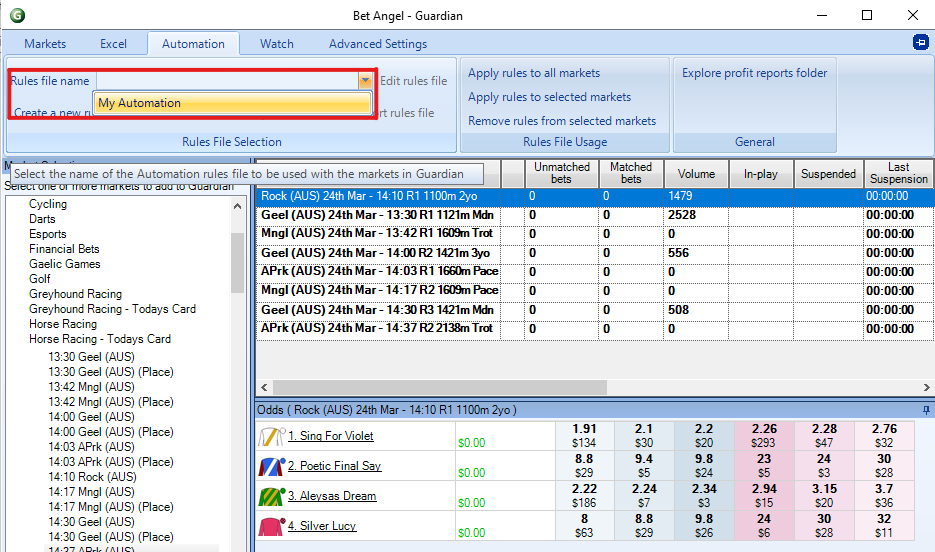 G Bet Angel - Guardian
Markets Excel Automation Watch Advanced Settings
Rules file name Edit rules file
My Automation
Create a new ru rt rules file
Rules File Selection
Apply rules to all markets
Apply rules to selected markets
Remove rules from selected markets
Rules File Usage
Explore profit reports folder
General
Select the name of the Automation rules file to be used with the markets in Guardian
Select one or more markets to add to Guardian
Cycling
Darts
Esports
Financial Bets
Gaelic Games
Golf
Greyhound Racing
Greyhound Racing - Todays Card
Horse Racing
Horse Racing - Todays Card
13:30 Geel (AUS)
13:30 Geel (AUS) (Place)
13:42 Mngl (AUS)
13:42 Mngl (AUS) (Place)
14:00 Geel (AUS)
14:00 Geel (AUS) (Place)
14:03 APrk (AUS)
14:03 APrk (AUS) (Place)
14:10 Rock (AUS)
14:17 Mngl (AUS)
14:17 Mngl (AUS) (Place)
14:30 Geel (AUS)
14:30 Geel (AUS) (Place)
14:37 APrk (AUS)
Unmatched bets Matched bets Volume In-play Suspended Last Suspension
Rock (AUS) 24th Mar - 14:10 R1 1100m 2yo 0 0 1479 00:00:00
Geel (AUS) 24th Mar - 13:30 R1 1121m Mdn 0 0 2528 00:00:00
Mngl (AUS) 24th Mar - 13:42 R1 1609m Trot 0 0 0 00:00:00
Geel (AUS) 24th Mar - 14:00 R2 1421m 3yo 0 0 556 00:00:00
APrk (AUS) 24th Mar - 14:03 R1 1660m Pace 0 0 0 00:00:00
Mngl (AUS) 24th Mar - 14:17 R2 1609m Pace 0 0 0 00:00:00
Geel (AUS) 24th Mar - 14:30 R3 1421m Mdn 0 0 508 00:00:00
APrk (AUS) 24th Mar - 14:37 R2 2138m Trot 0 0 0 00:00:00
Odds ( Rock (AUS) 24th Mar - 14:10 R1 1100m 2yo )
1. Sing For Violet $0.00 1.91 2.1 2.2 2.26 2.28 2.76
$134 $30 $20 $293 $47 $32
2. Poetic Final Say $0.00 8.8 9.4 9.8 23 24 30
$29 $5 $24 $5 $3 $28
3. Aleysas Dream $0.00 2.22 2.24 2.34 2.94 3.15 3.7
$186 $7 $3 $15 $20 $36
4. Silver Lucy $0.00 8 8.8 9.8 24 30 32
$63 $29 $26 $6 $28 $11